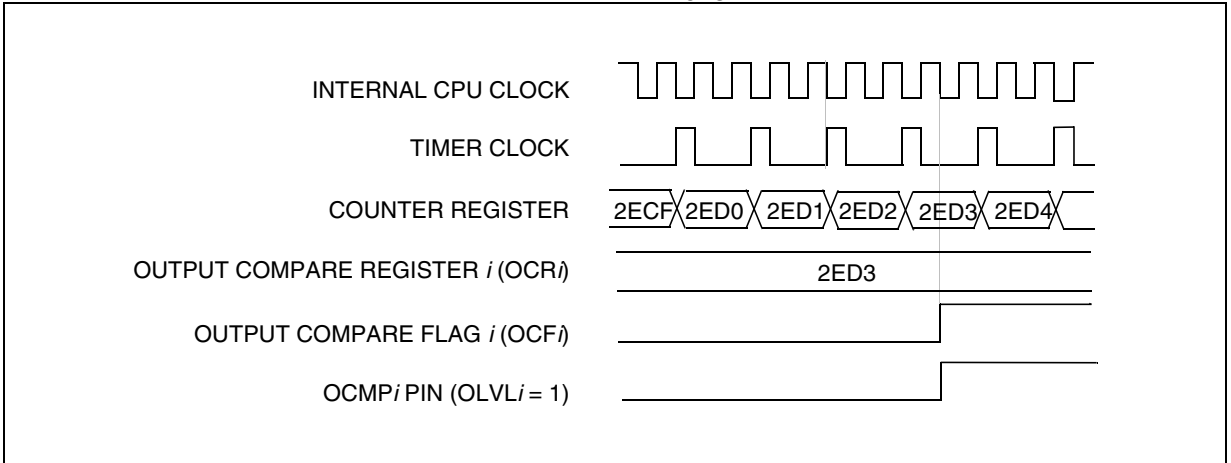 INTERNAL CPU CLOCK
TIMER CLOCK
COUNTER REGISTER 2ECF 2ED0 2ED1 2ED2 2ED3 2ED4
OUTPUT COMPARE REGISTER i (OCRi) 2ED3
OUTPUT COMPARE FLAG i (OCFi)
OCMPi PIN (OLVLi = 1)